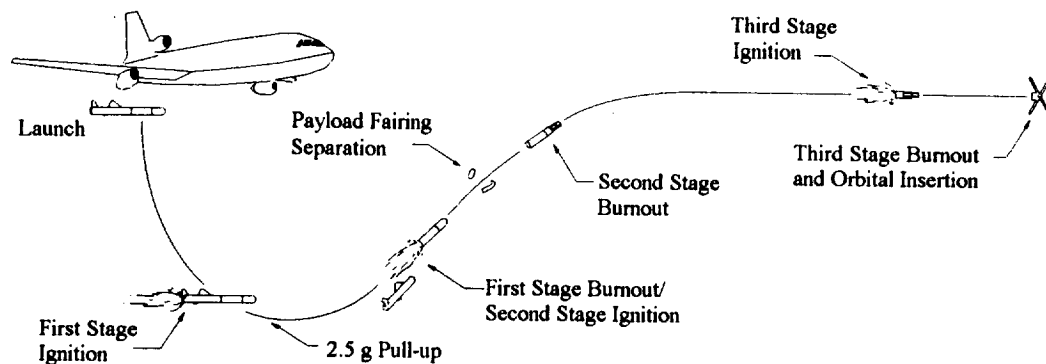 Launch
First Stage
Ignition
2.5 g Pull-up
First Stage Burnout/
Second Stage Ignition
Payload Fairing
Separation
Second Stage
Burnout
Third Stage
Ignition
Third Stage Burnout
and Orbital Insertion